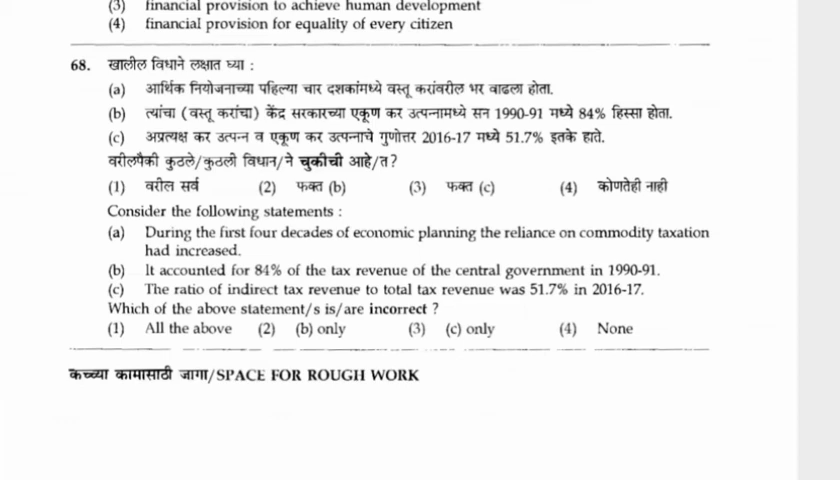 (3) financial provision to achieve human development
(4) financial provision for equality of every citizen
68. खालील विधाने लक्षात घ्या :
(a) आर्थिक नियोजनाच्या पहिल्या चार दशकांमध्ये वस्तू करांवरील भर वाढला होता.
(b) त्यांचा (वस्तू करांचा) केंद्र सरकारच्या एकूण कर उत्पन्नामध्ये सन 1990-91 मध्ये 84% हिस्सा होता.
(c) अप्रत्यक्ष कर उत्पन्न व एकूण कर उत्पन्नाचे गुणोत्तर 2016-17 मध्ये 51.7% इतके होते.
वरीलपैकी कुठले/कुठली विधान/ने चुकीची आहे/त?
(1) वरील सर्व (2) फक्त (b) (3) फक्त (c) (4) कोणतेही नाही
Consider the following statements :
(a) During the first four decades of economic planning the reliance on commodity taxation
had increased.
(b) It accounted for 84% of the tax revenue of the central government in 1990-91.
(c) The ratio of indirect tax revenue to total tax revenue was 51.7% in 2016-17.
Which of the above statement/s is/are incorrect ?
(1) All the above (2) (b) only (3) (c) only (4) None
कच्च्या कामासाठी जागा/SPACE FOR ROUGH WORK